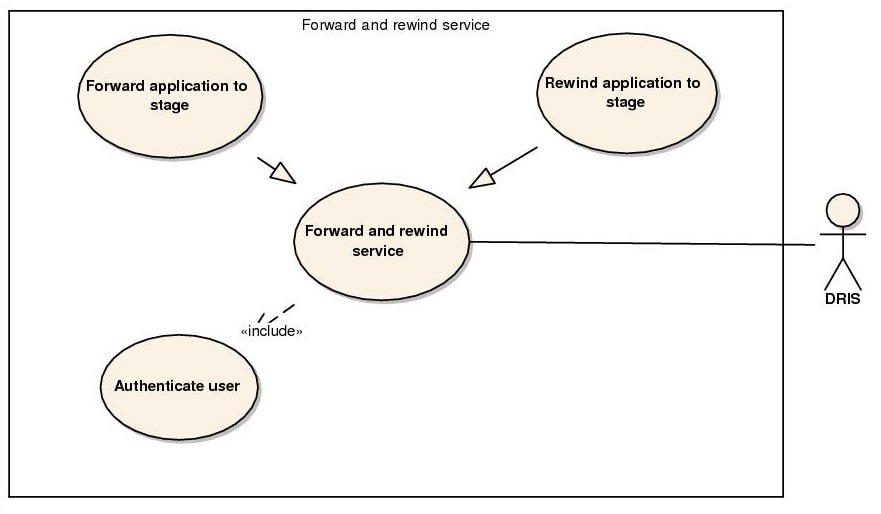 Forward and rewind service
Forward application to
stage
Rewind application to
stage
Forward and rewind
service
DRIS
«include»
Authenticate user